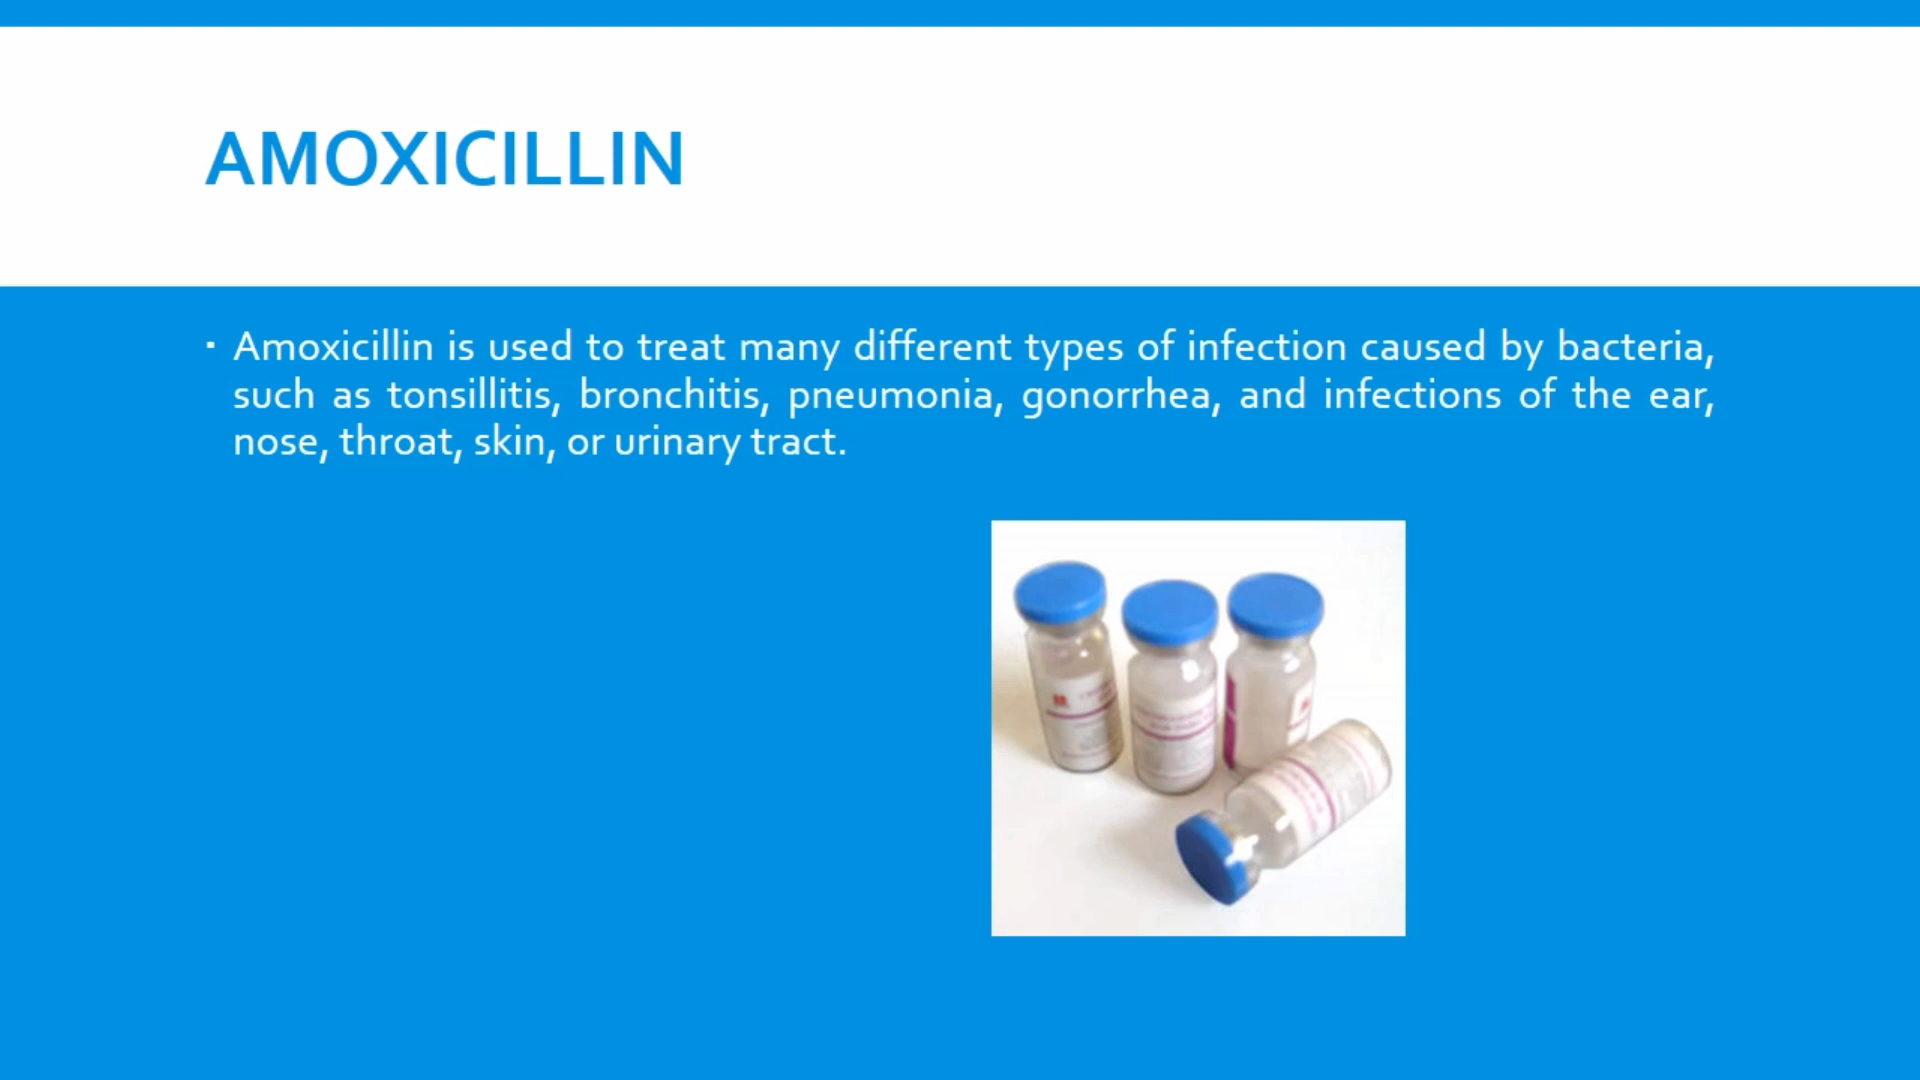 AMOXICILLIN
▪ Amoxicillin is used to treat many different types of infection caused by bacteria,
such as tonsillitis, bronchitis, pneumonia, gonorrhea, and infections of the ear,
nose, throat, skin, or urinary tract.